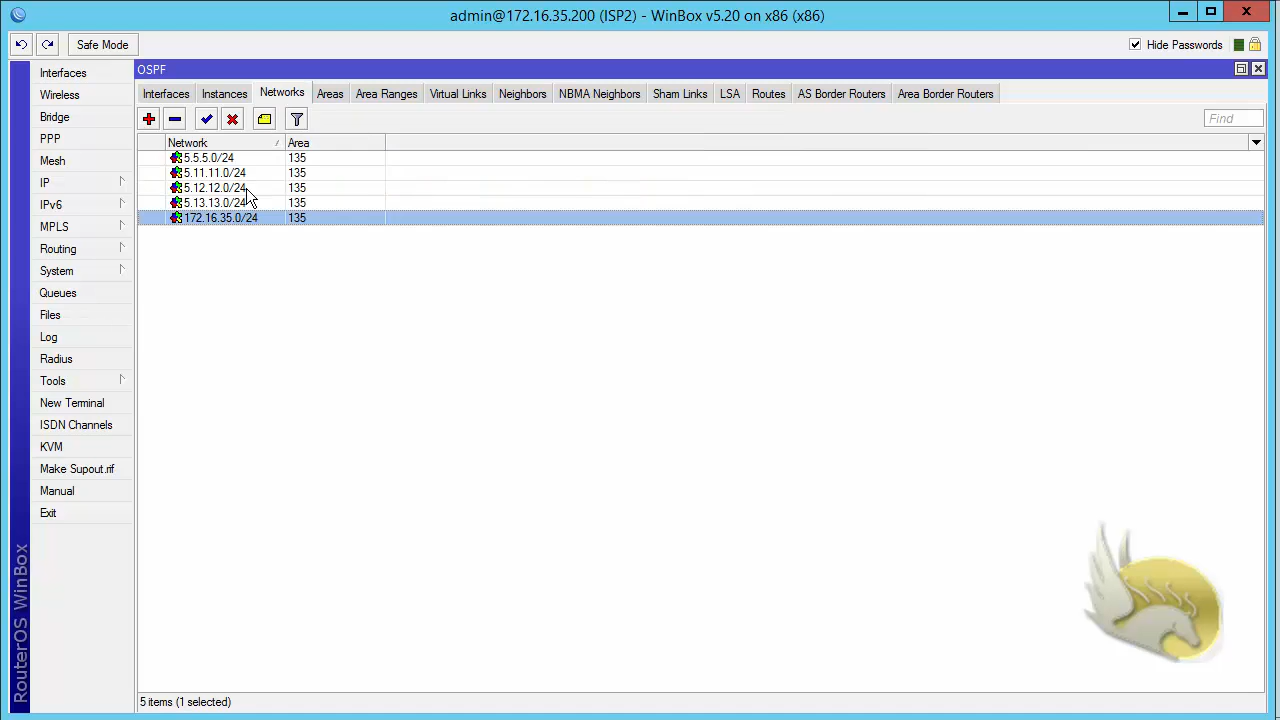 admin@172.16.35.200 (ISP2) - WinBox v5.20 on x86 (x86)
Safe Mode
Hide Passwords
Interfaces
Wireless
Bridge
PPP
Mesh
IP
IPv6
MPLS
Routing
System
Queues
Files
Log
Radius
Tools
New Terminal
ISDN Channels
KVM
Make Supout.rif
Manual
Exit
RouterOS WinBox
OSPF
Interfaces Instances Networks Areas Area Ranges Virtual Links Neighbors NBMA Neighbors Sham Links LSA Routes AS Border Routers Area Border Routers
Find
Network Area
5.5.5.0/24 135
5.11.11.0/24 135
5.12.12.0/24 135
5.13.13.0/24 135
172.16.35.0/24 135
5 items (1 selected)